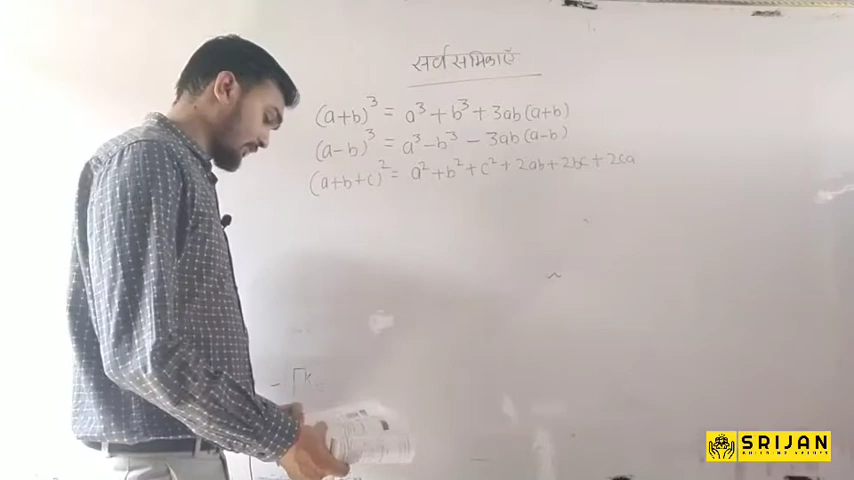 सर्वसमिकाएँ
(a+b)³ = a³+b³+3ab(a+b)
(a-b)³ = a³-b³-3ab(a-b)
(a+b+c)² = a²+b²+c²+2ab+2bc+2ca
SRIJAN